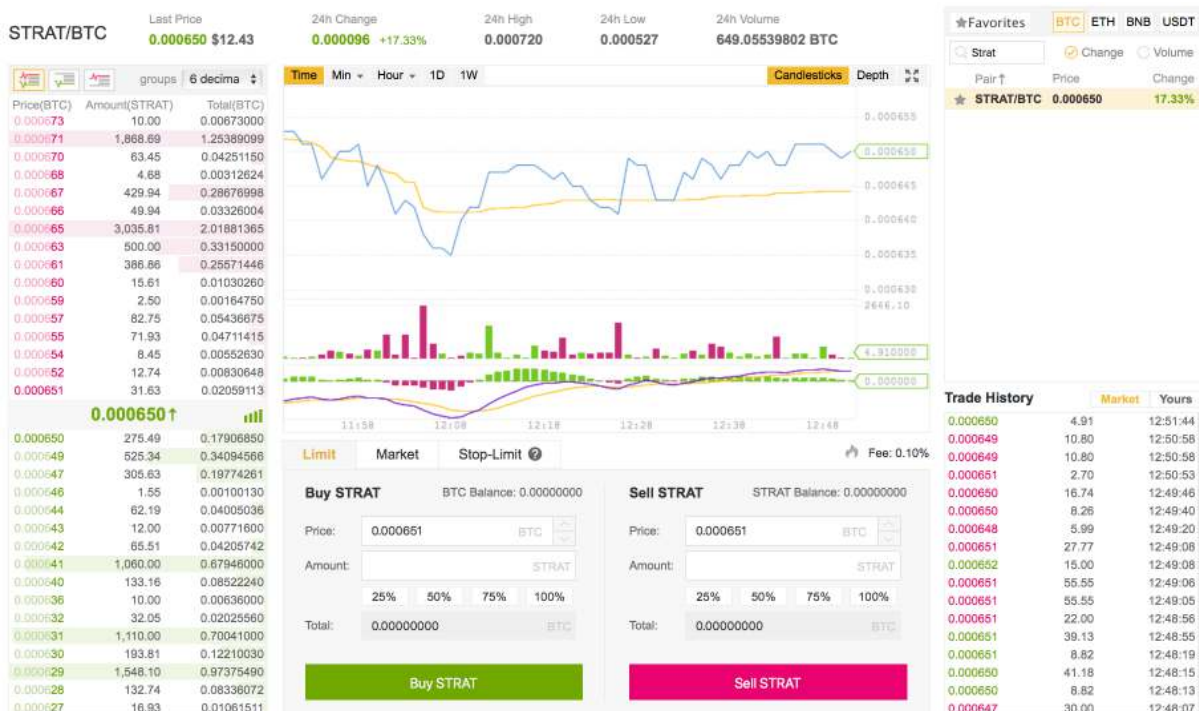 STRAT/BTC
Last Price
0.000650 $12.43
24h Change
0.000096 +17.33%
24h High
0.000720
24h Low
0.000527
24h Volume
649.05539802 BTC
groups 6 decima
Price(BTC) Amount(STRAT) Total(BTC)
0.000673 10.00 0.00673000
0.000671 1,868.69 1.25389099
0.000670 63.45 0.04251150
0.000668 4.68 0.00312624
0.000667 429.94 0.28676998
0.000666 49.94 0.03326004
0.000665 3,035.81 2.01881365
0.000663 500.00 0.33150000
0.000661 386.86 0.25571446
0.000660 15.61 0.01030260
0.000659 2.50 0.00164750
0.000657 82.75 0.05436675
0.000655 71.93 0.04711415
0.000654 8.45 0.00552630
0.000652 12.74 0.00830648
0.000651 31.63 0.02059113
0.000650↑
0.000650 275.49 0.17906850
0.000649 525.34 0.34094566
0.000647 305.63 0.19774261
0.000646 1.55 0.00100130
0.000644 62.19 0.04005036
0.000643 12.00 0.00771600
0.000642 65.51 0.04205742
0.000641 1,060.00 0.67946000
0.000640 133.16 0.08522240
0.000636 10.00 0.00636000
0.000632 32.05 0.02025560
0.000631 1,110.00 0.70041000
0.000630 193.81 0.12210030
0.000629 1,548.10 0.97375490
0.000628 132.74 0.08336072
0.000627 16.93 0.01061511
Time Min Hour 1D 1W Candlesticks Depth
0.000655
0.000650
0.000645
0.000640
0.000635
0.000630
2666.10
4.910000
0.000000
11:58 12:08 12:18 12:28 12:38 12:48
Limit Market Stop-Limit ? Fee: 0.10%
Buy STRAT BTC Balance: 0.00000000
Price: 0.000651 BTC
Amount: STRAT
25% 50% 75% 100%
Total: 0.00000000 BTC
Buy STRAT
Sell STRAT STRAT Balance: 0.00000000
Price: 0.000651 BTC
Amount: STRAT
25% 50% 75% 100%
Total: 0.00000000 BTC
Sell STRAT
Favorites BTC ETH BNB USDT
Strat Change Volume
Pair↑ Price Change
STRAT/BTC 0.000650 17.33%
Trade History Market Yours
0.000650 4.91 12:51:44
0.000649 10.80 12:50:58
0.000649 10.80 12:50:58
0.000651 2.70 12:50:53
0.000650 16.74 12:49:46
0.000650 8.26 12:49:40
0.000648 5.99 12:49:20
0.000651 27.77 12:49:08
0.000652 15.00 12:49:08
0.000651 55.55 12:49:06
0.000651 55.55 12:49:05
0.000651 22.00 12:48:56
0.000651 39.13 12:48:55
0.000651 8.82 12:48:19
0.000650 41.18 12:48:15
0.000650 8.82 12:48:13
0.000647 30.00 12:48:07